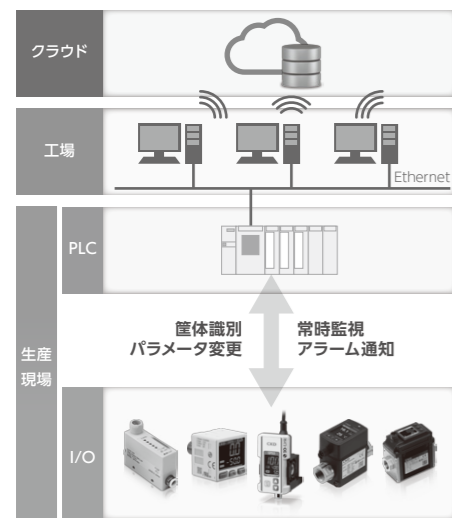 クラウド
工場
Ethernet
生産
現場
PLC
筐体識別
パラメータ変更
常時監視
アラーム通知
I/O